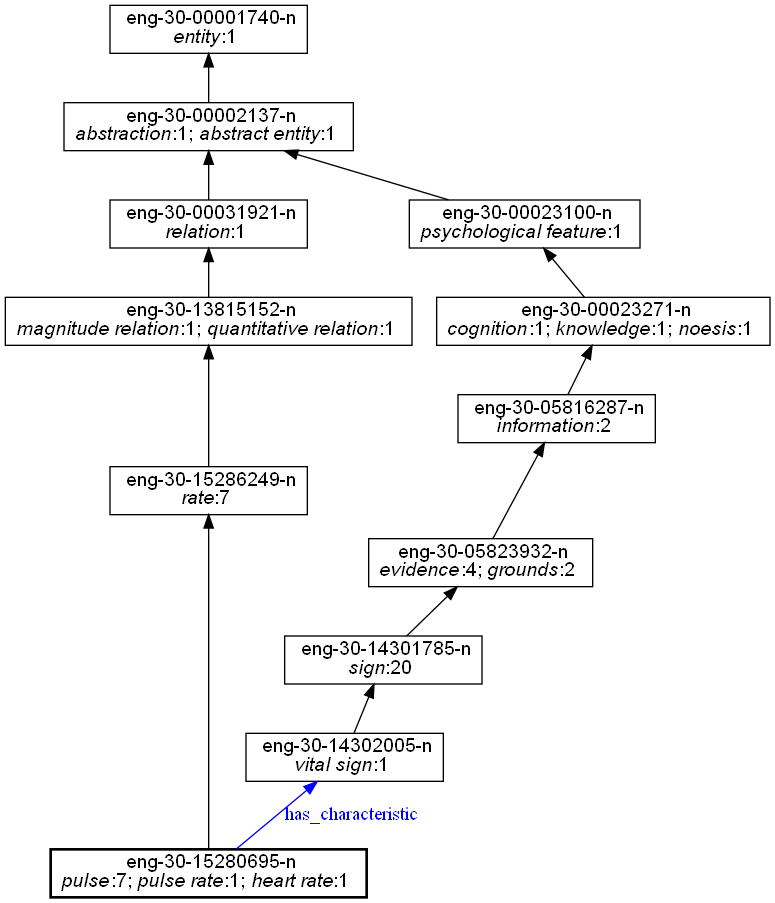 eng-30-00001740-n
entity:1
eng-30-00002137-n
abstraction:1; abstract entity:1
eng-30-00031921-n
relation:1
eng-30-00023100-n
psychological feature:1
eng-30-13815152-n
magnitude relation:1; quantitative relation:1
eng-30-00023271-n
cognition:1; knowledge:1; noesis:1
eng-30-05816287-n
information:2
eng-30-15286249-n
rate:7
eng-30-05823932-n
evidence:4; grounds:2
eng-30-14301785-n
sign:20
eng-30-14302005-n
vital sign:1
has_characteristic
eng-30-15280695-n
pulse:7; pulse rate:1; heart rate:1